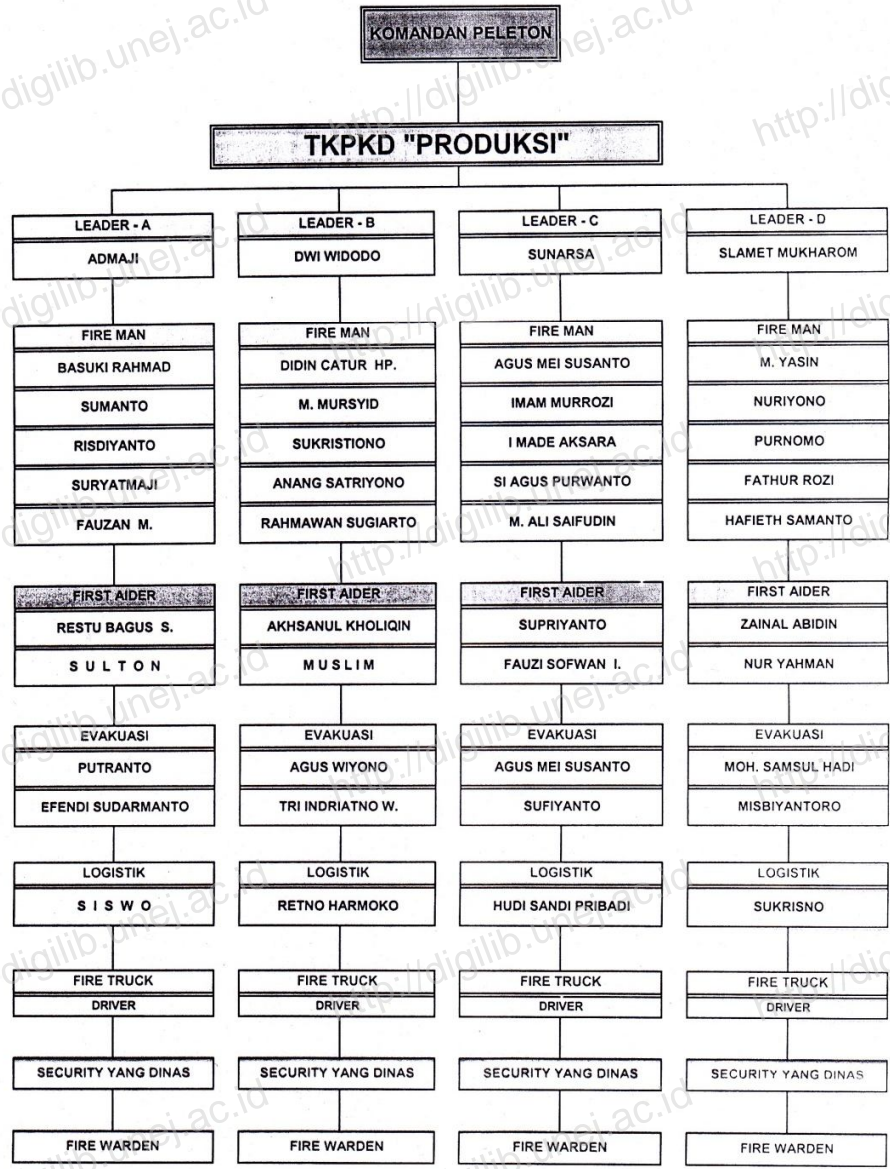 KOMANDAN PELETON
TKPKD "PRODUKSI"
LEADER - A
ADMAJI
FIRE MAN
BASUKI RAHMAD
SUMANTO
RISDIYANTO
SURYATMAJI
FAUZAN M.
FIRST AIDER
RESTU BAGUS S.
S U L T O N
EVAKUASI
PUTRANTO
EFENDI SUDARMANTO
LOGISTIK
S I S W O
FIRE TRUCK
DRIVER
SECURITY YANG DINAS
FIRE WARDEN
LEADER - B
DWI WIDODO
FIRE MAN
DIDIN CATUR HP.
M. MURSYID
SUKRISTIONO
ANANG SATRIYONO
RAHMAWAN SUGIARTO
FIRST AIDER
AKHSANUL KHOLIQIN
M U S L I M
EVAKUASI
AGUS WIYONO
TRI INDRIATNO W.
LOGISTIK
RETNO HARMOKO
FIRE TRUCK
DRIVER
SECURITY YANG DINAS
FIRE WARDEN
LEADER - C
SUNARSA
FIRE MAN
AGUS MEI SUSANTO
IMAM MURROZI
I MADE AKSARA
SI AGUS PURWANTO
M. ALI SAIFUDIN
FIRST AIDER
SUPRIYANTO
FAUZI SOFWAN I.
EVAKUASI
AGUS MEI SUSANTO
SUFIYANTO
LOGISTIK
HUDI SANDI PRIBADI
FIRE TRUCK
DRIVER
SECURITY YANG DINAS
FIRE WARDEN
LEADER - D
SLAMET MUKHAROM
FIRE MAN
M. YASIN
NURIYONO
PURNOMO
FATHUR ROZI
HAFIETH SAMANTO
FIRST AIDER
ZAINAL ABIDIN
NUR YAHMAN
EVAKUASI
MOH. SAMSUL HADI
MISBIYANTORO
LOGISTIK
SUKRISNO
FIRE TRUCK
DRIVER
SECURITY YANG DINAS
FIRE WARDEN
digilib.unej.ac.id
http://digilib.unej.ac.id